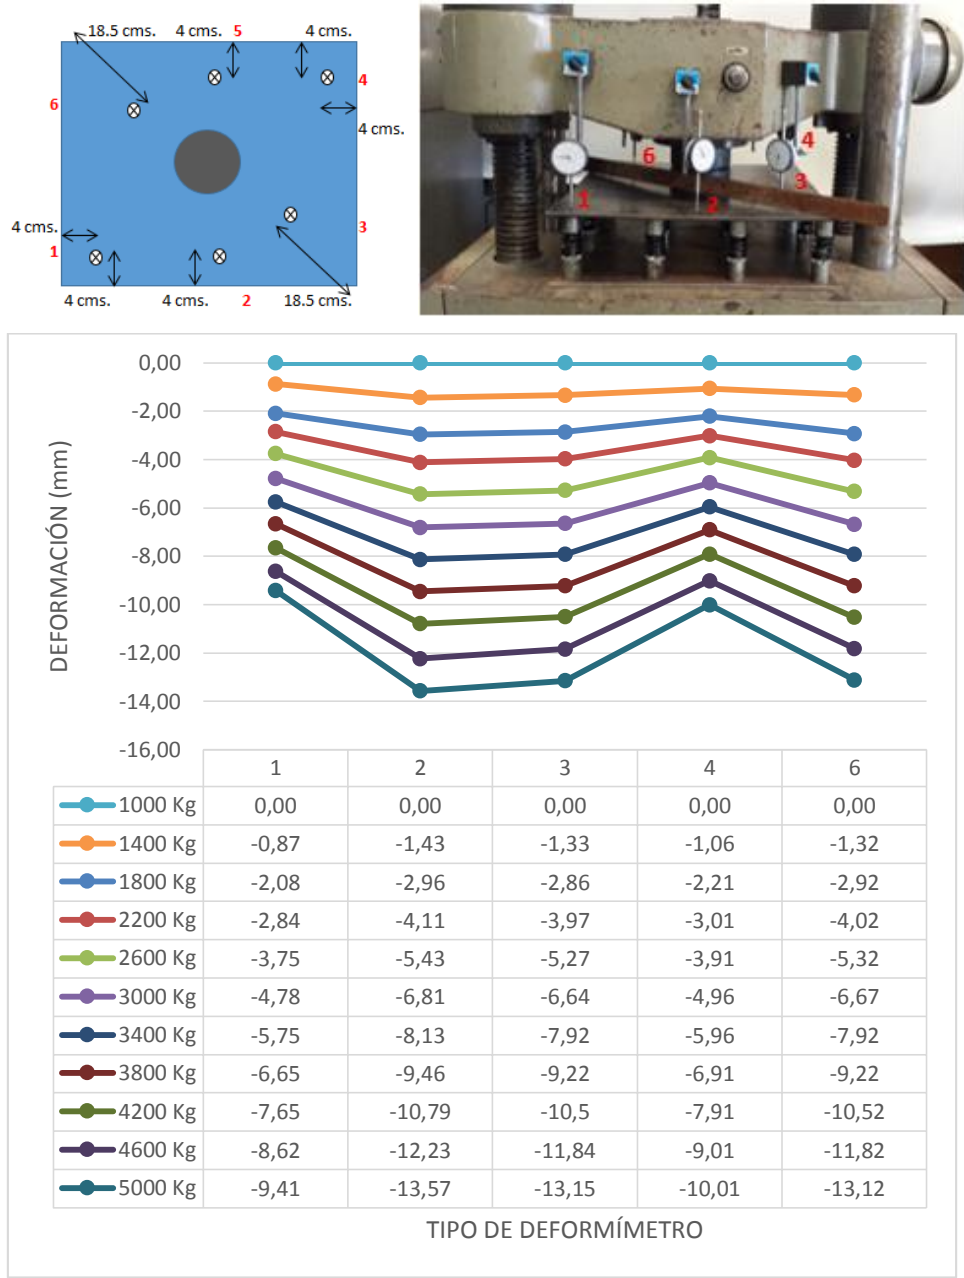 18.5 cms. 4 cms. 5 4 cms.
4
6
4 cms.
4 cms.
3
1
4 cms. 4 cms. 2 18.5 cms.
4
6
3
1
2
DEFORMACIÓN (mm)
0,00
-2,00
-4,00
-6,00
-8,00
-10,00
-12,00
-14,00
-16,00
1 2 3 4 6
1000 Kg 0,00 0,00 0,00 0,00 0,00
1400 Kg -0,87 -1,43 -1,33 -1,06 -1,32
1800 Kg -2,08 -2,96 -2,86 -2,21 -2,92
2200 Kg -2,84 -4,11 -3,97 -3,01 -4,02
2600 Kg -3,75 -5,43 -5,27 -3,91 -5,32
3000 Kg -4,78 -6,81 -6,64 -4,96 -6,67
3400 Kg -5,75 -8,13 -7,92 -5,96 -7,92
3800 Kg -6,65 -9,46 -9,22 -6,91 -9,22
4200 Kg -7,65 -10,79 -10,5 -7,91 -10,52
4600 Kg -8,62 -12,23 -11,84 -9,01 -11,82
5000 Kg -9,41 -13,57 -13,15 -10,01 -13,12
TIPO DE DEFORMÍMETRO